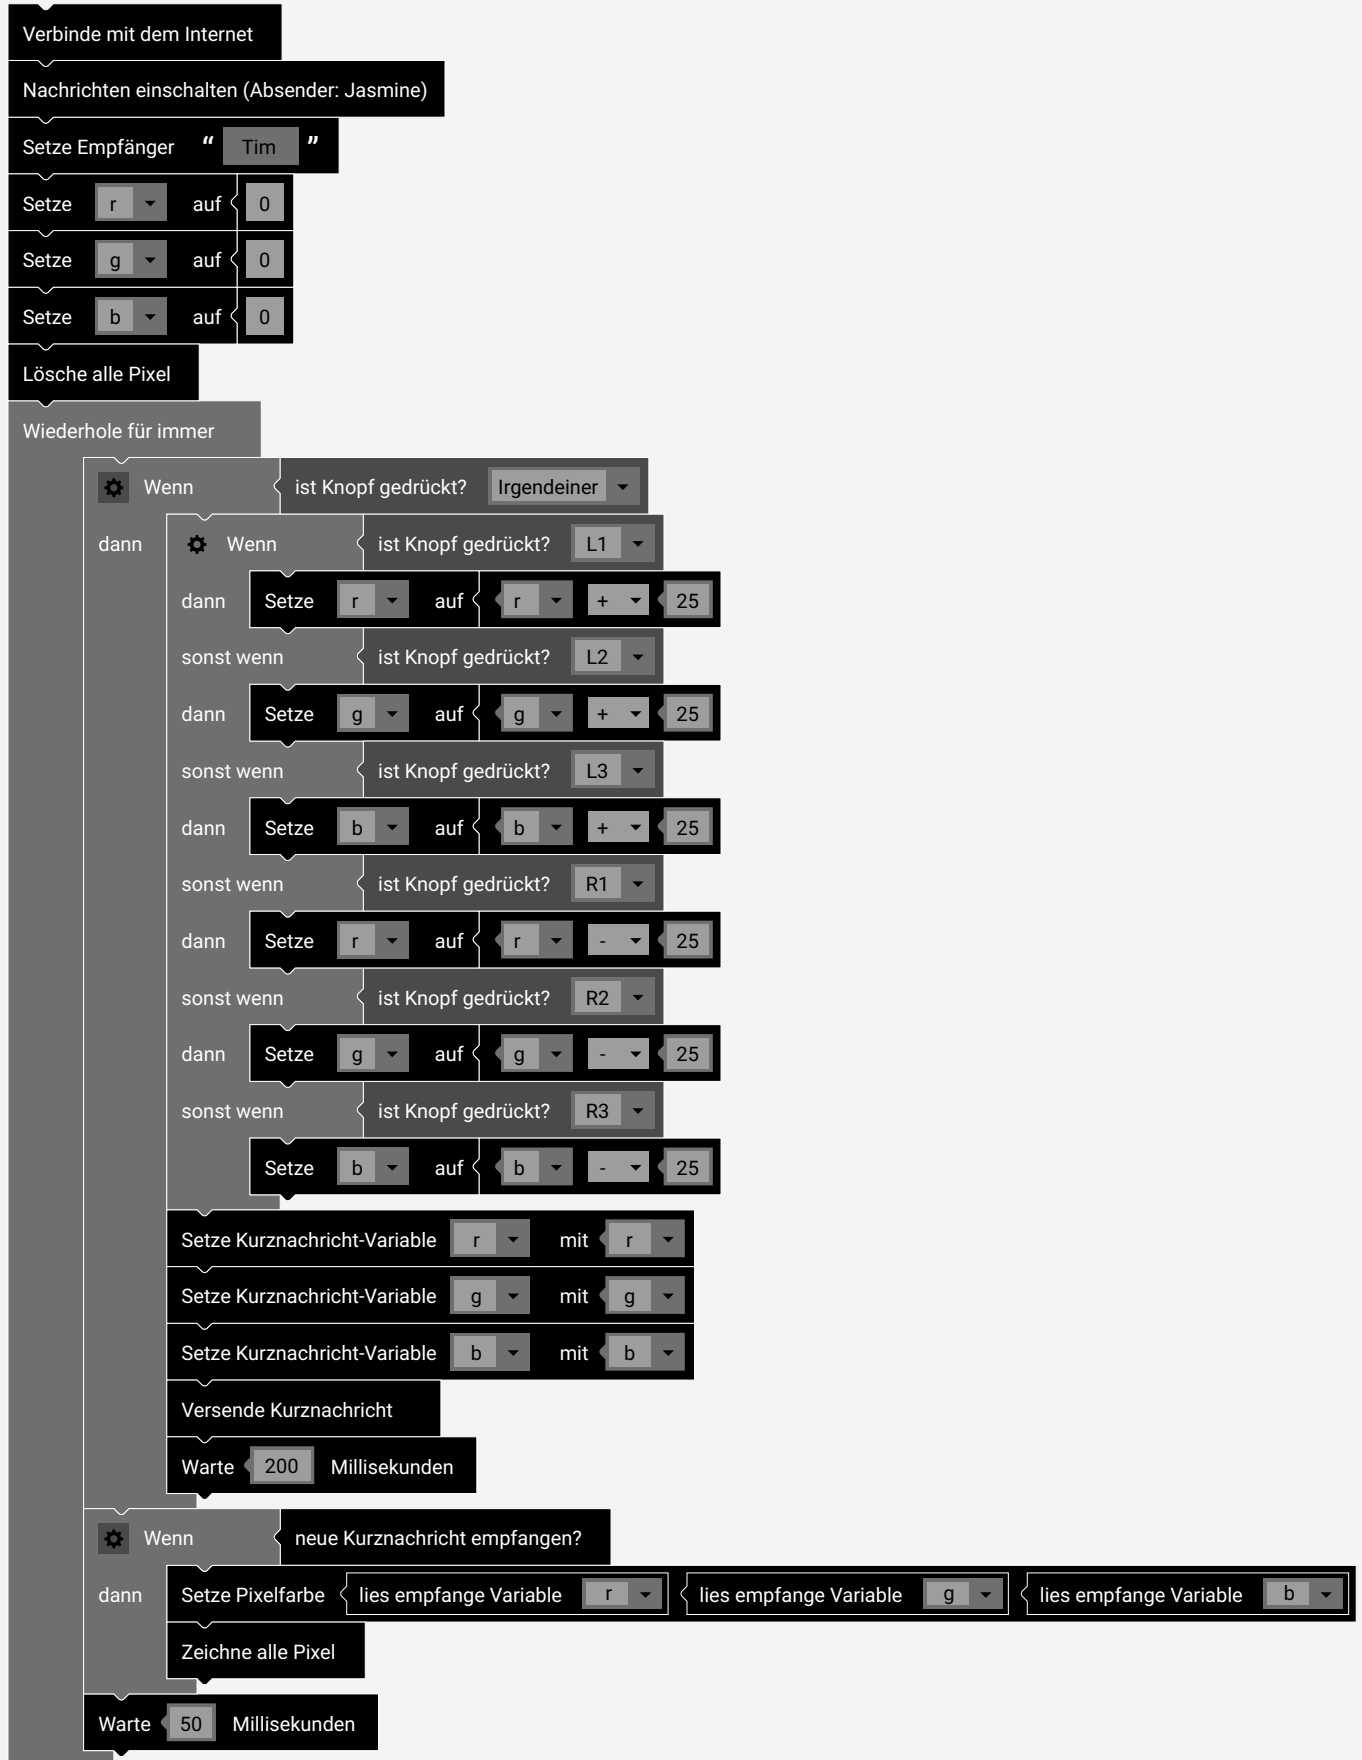 Verbinde mit dem Internet
Nachrichten einschalten (Absender: Jasmine)
Setze Empfänger “ Tim ”
Setze r auf 0
Setze g auf 0
Setze b auf 0
Lösche alle Pixel
Wiederhole für immer
Wenn ist Knopf gedrückt? Irgendeiner
dann Wenn ist Knopf gedrückt? L1
dann Setze r auf r + 25
sonst wenn ist Knopf gedrückt? L2
dann Setze g auf g + 25
sonst wenn ist Knopf gedrückt? L3
dann Setze b auf b + 25
sonst wenn ist Knopf gedrückt? R1
dann Setze r auf r - 25
sonst wenn ist Knopf gedrückt? R2
dann Setze g auf g - 25
sonst wenn ist Knopf gedrückt? R3
Setze b auf b - 25
Setze Kurznachricht-Variable r mit r
Setze Kurznachricht-Variable g mit g
Setze Kurznachricht-Variable b mit b
Versende Kurznachricht
Warte 200 Millisekunden
Wenn neue Kurznachricht empfangen?
dann Setze Pixelfarbe lies empfange Variable r lies empfange Variable g lies empfange Variable b
Zeichne alle Pixel
Warte 50 Millisekunden